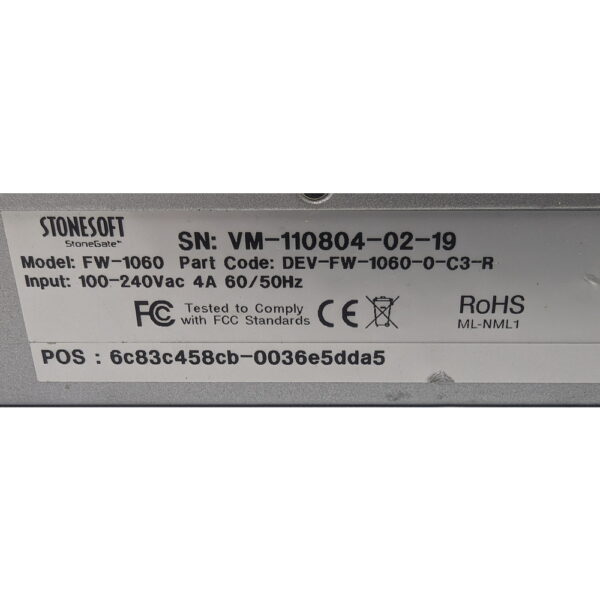 STONESOFT
StoneGate™
SN: VM-110804-02-19
Model: FW-1060 Part Code: DEV-FW-1060-0-C3-R
Input: 100-240Vac 4A 60/50Hz
FC Tested to Comply
with FCC Standards
CE
RoHS
ML-NML1
POS : 6c83c458cb-0036e5dda5